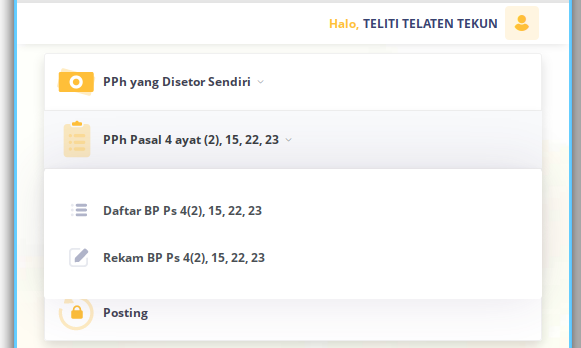 Halo, TELITI TELATEN TEKUN
PPh yang Disetor Sendiri
PPh Pasal 4 ayat (2), 15, 22, 23
Daftar BP Ps 4(2), 15, 22, 23
Rekam BP Ps 4(2), 15, 22, 23
Posting